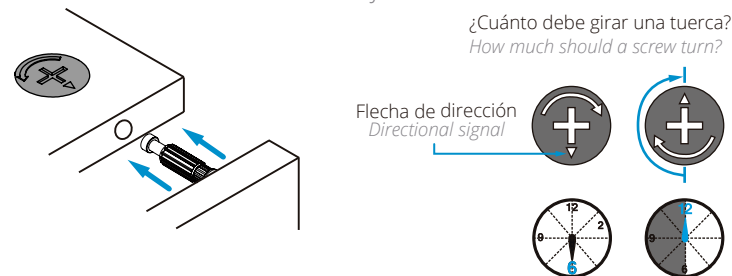 ¿Cuánto debe girar una tuerca?
How much should a screw turn?
Flecha de dirección
Directional signal
12
2
9
6
12
9
6